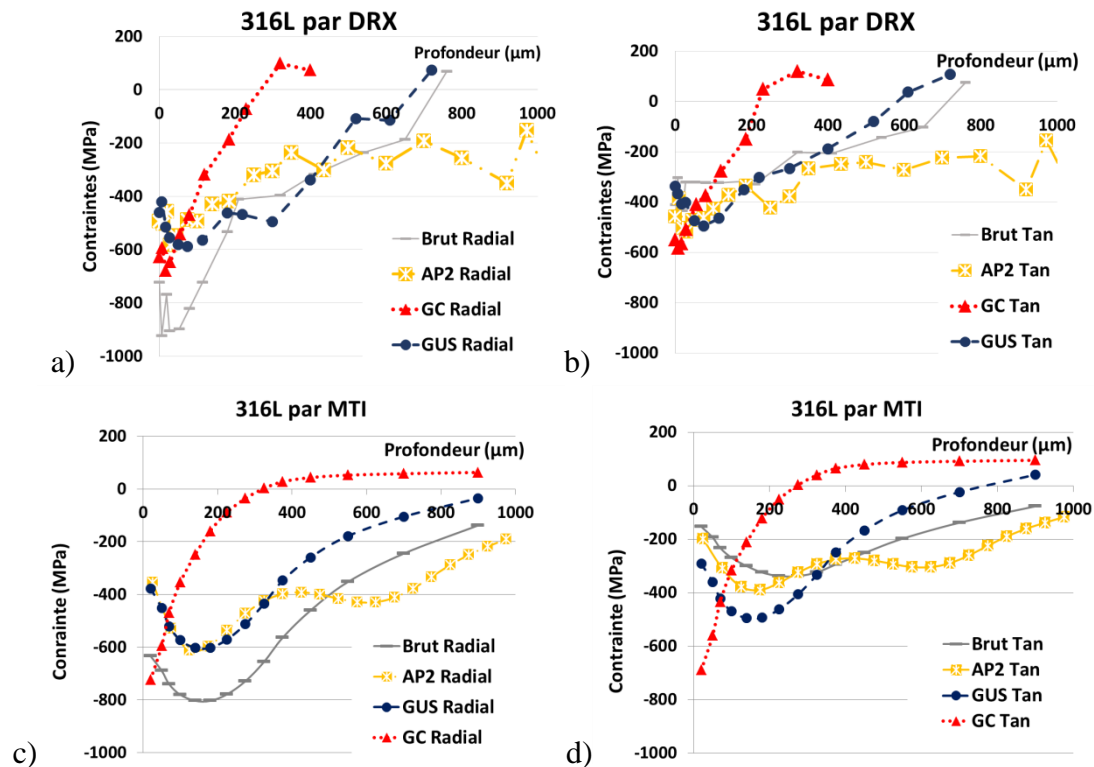 a)
316L par DRX
Profondeur (µm)
Contraintes (MPa)
200
0
-200
-400
-600
-800
-1000
0
200
400
600
800
1000
Brut Radial
AP2 Radial
GC Radial
GUS Radial
b)
316L par DRX
Profondeur (µm)
Contraintes (MPa)
200
0
-200
-400
-600
-800
-1000
0
200
400
600
800
1000
Brut Tan
AP2 Tan
GC Tan
GUS Tan
c)
316L par MTI
Profondeur (µm)
Conrrainte (MPa)
200
0
-200
-400
-600
-800
-1000
0
200
400
600
800
1000
Brut Radial
AP2 Radial
GUS Radial
GC Radial
d)
316L par MTI
Profondeur (µm)
Contrainte (MPa)
200
0
-200
-400
-600
-800
-1000
0
200
400
600
800
1000
Brut Tan
AP2 Tan
GUS Tan
GC Tan